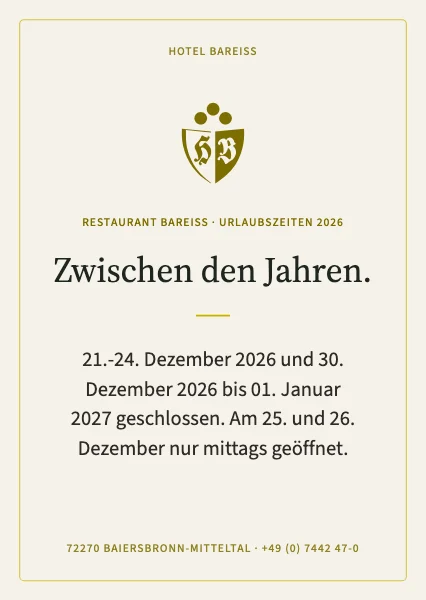 HOTEL BAREISS
H B
RESTAURANT BAREISS · URLAUBSZEITEN 2026
Zwischen den Jahren.
21.-24. Dezember 2026 und 30.
Dezember 2026 bis 01. Januar
2027 geschlossen. Am 25. und 26.
Dezember nur mittags geöffnet.
72270 BAIERSBRONN-MITTELTAL · +49 (0) 7442 47-0